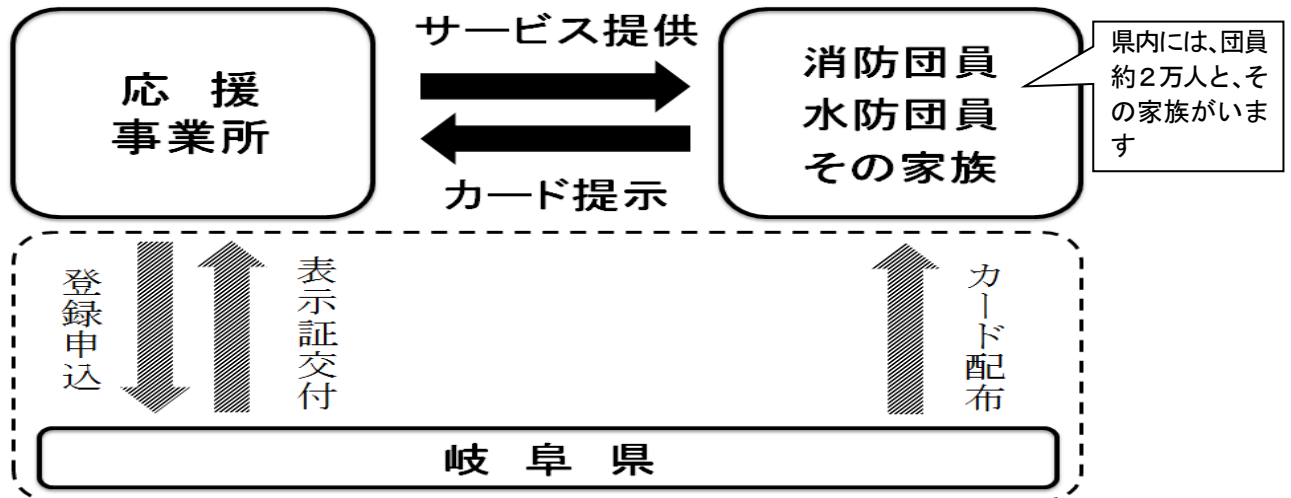 サービス提供
応　援
事業所
消防団員
水防団員
その家族
県内には、団員
約２万人と、そ
の家族がいま
す
カード提示
登録申込
表示証交付
カード配布
岐　阜　県